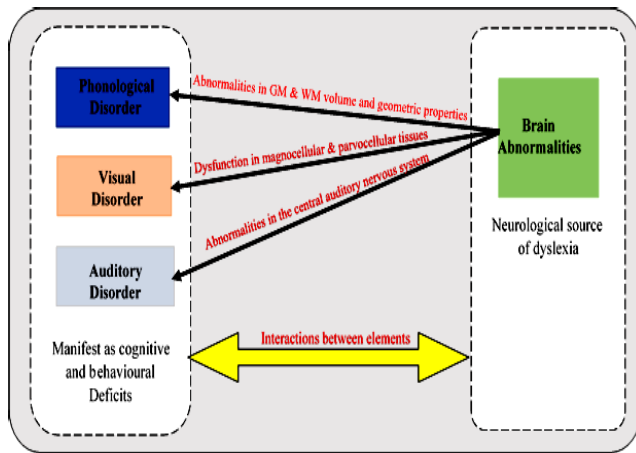 Phonological
Disorder
Visual
Disorder
Auditory
Disorder
Manifest as cognitive
and behavioural
Deficits
Abnormalities in GM & WM volume and geometric properties
Dysfunction in magnocellular & parvocellular tissues
Abnormalities in the central auditory nervous system
Interactions between elements
Brain
Abnormalities
Neurological source
of dyslexia